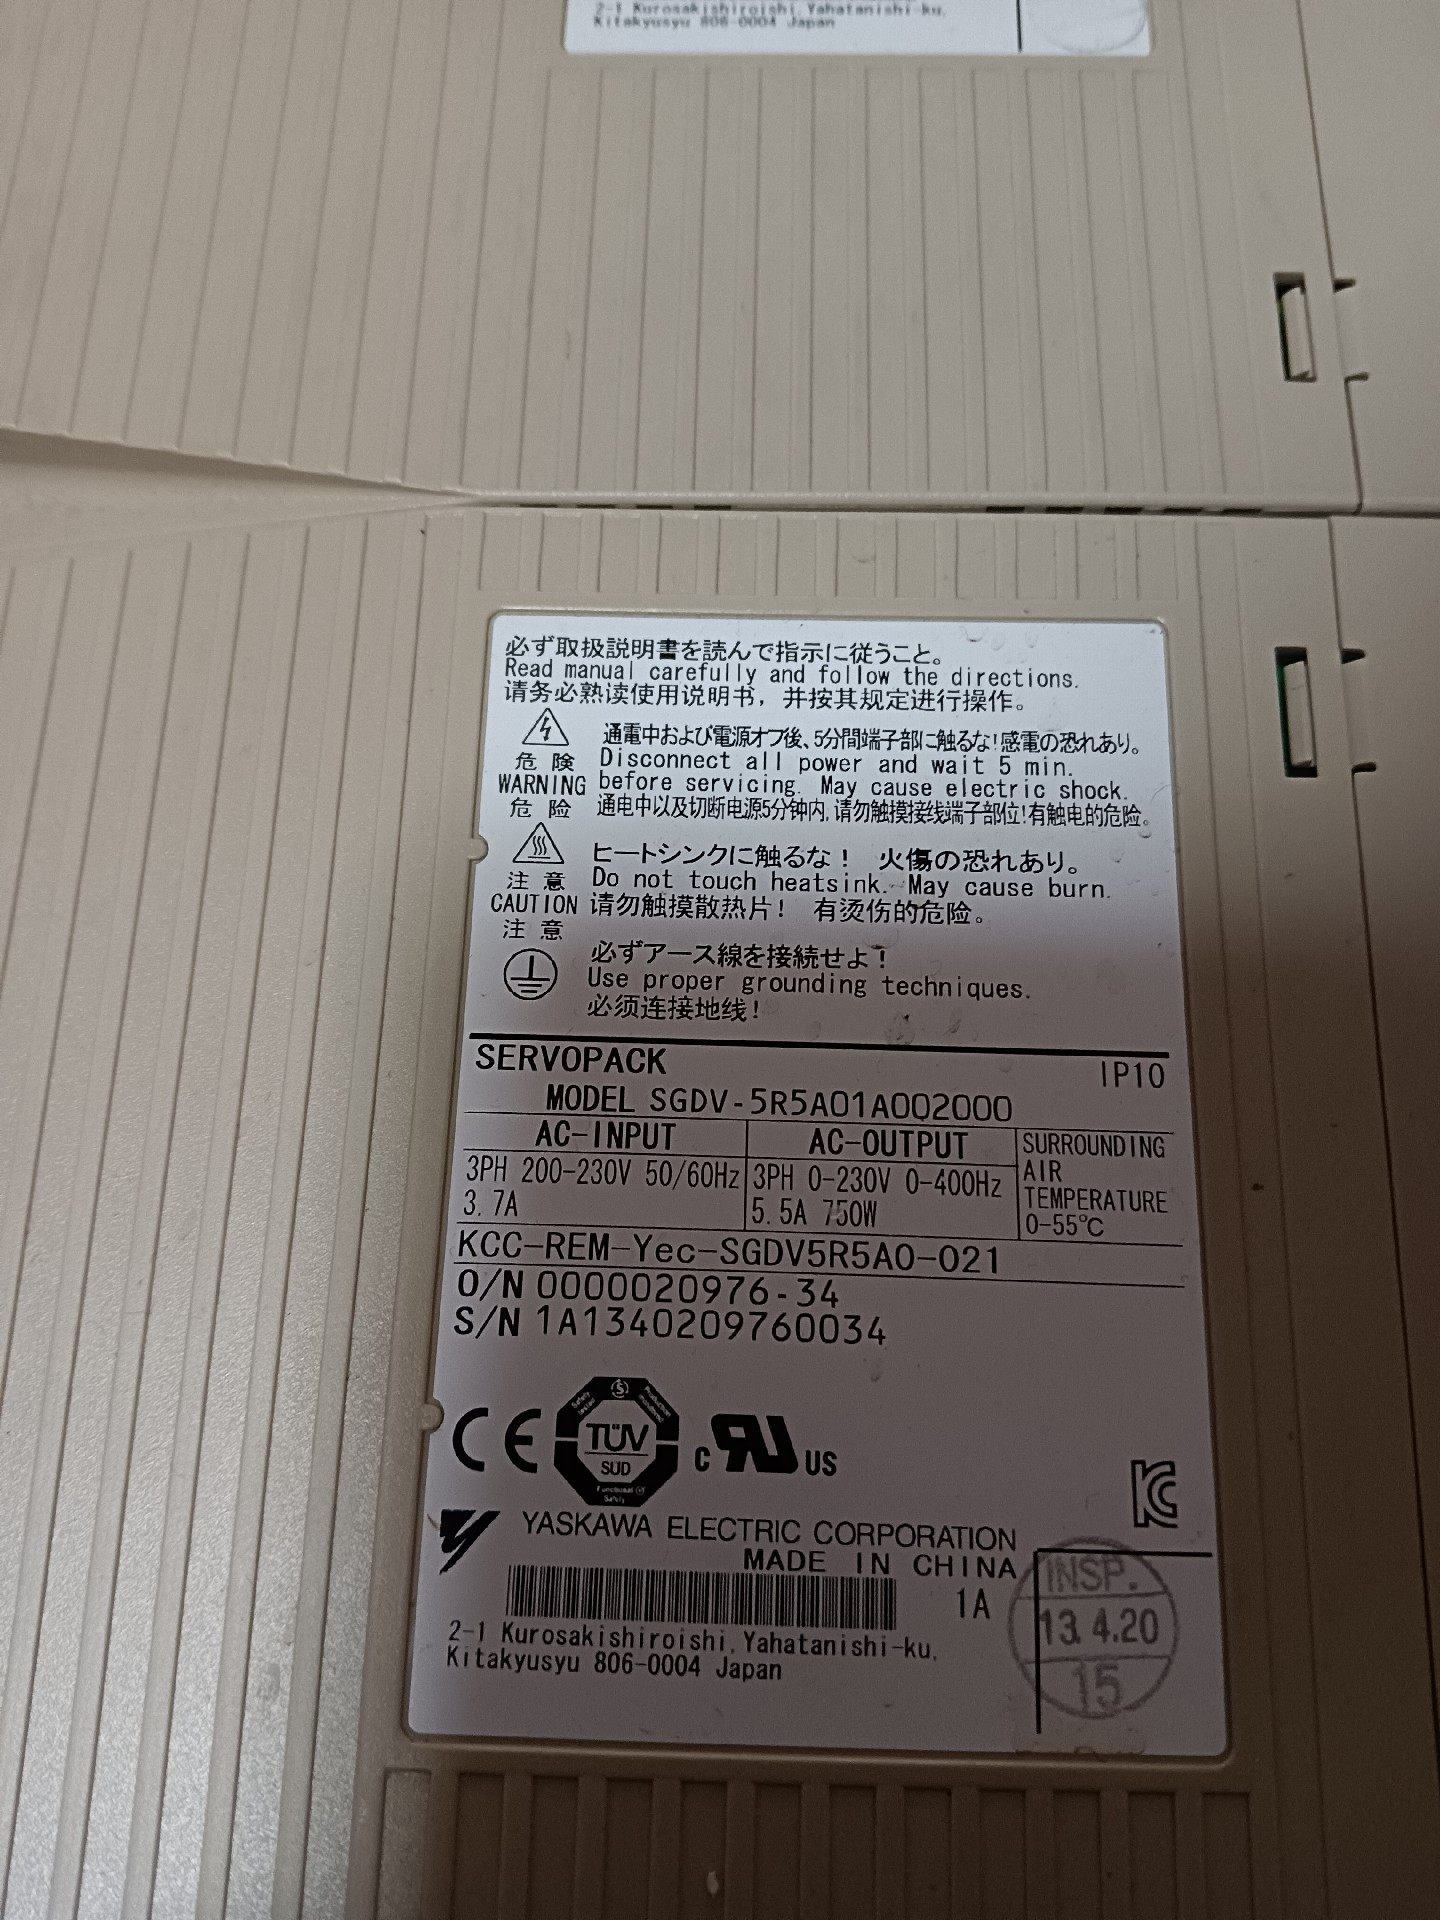 2-1 Kurosakishiroishi, Yahatanishi-ku,
Kitakyusyu 806-0004 Japan
必ず取扱説明書を読んで指示に従うこと。
Read manual carefully and follow the directions.
请务必熟读使用说明书，并按其规定进行操作。
危 険
WARNING
危 险
通電中および電源オフ後、5分間端子部に触るな!感電の恐れあり。
Disconnect all power and wait 5 min.
before servicing. May cause electric shock.
通电中以及切断电源5分钟内,请勿触摸接线端子部位!有触电的危险。
注 意
CAUTION
注 意
ヒートシンクに触るな! 火傷の恐れあり。
Do not touch heatsink. May cause burn.
请勿触摸散热片! 有烫伤的危险。
必ずアース線を接続せよ!
Use proper grounding techniques.
必须连接地线!
SERVOPACK
IP10
MODEL SGDV-5R5A01A002000
AC-INPUT
3PH 200-230V 50/60Hz
3.7A
AC-OUTPUT
3PH 0-230V 0-400Hz
5.5A 750W
SURROUNDING
AIR
TEMPERATURE
0-55℃
KCC-REM-Yec-SGDV5R5A0-021
O/N 0000020976-34
S/N 1A1340209760034
CE
Safety tested
S
Production monitored
TÜV
SÜD
Functional
Safety
c RU US
KC
YASKAWA ELECTRIC CORPORATION
MADE IN CHINA
1A
2-1 Kurosakishiroishi, Yahatanishi-ku,
Kitakyusyu 806-0004 Japan
INSP.
13.4.20
15